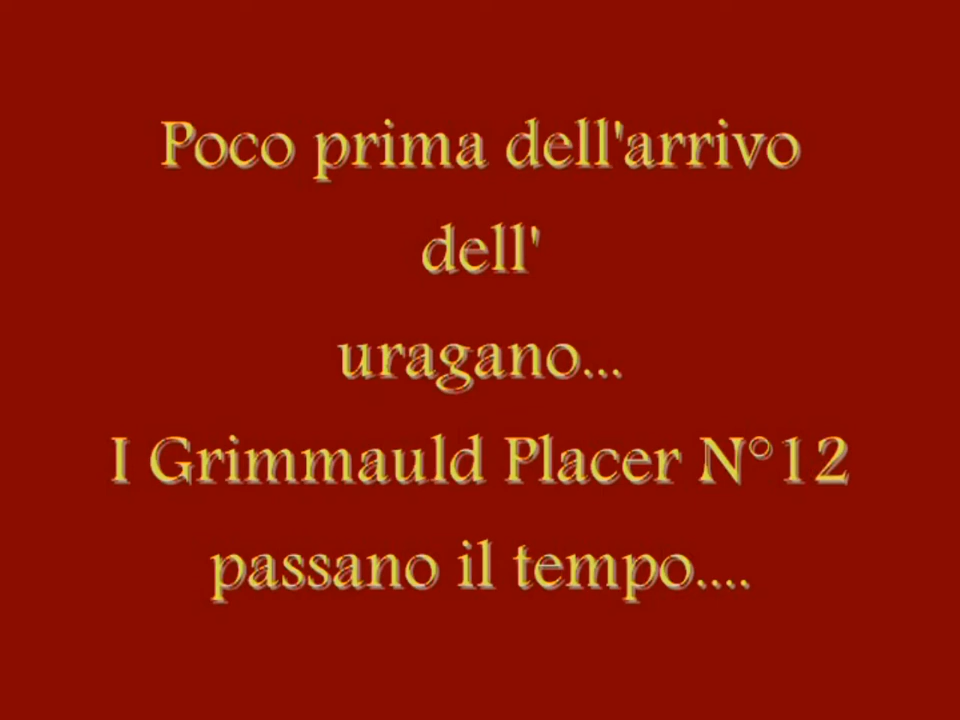 Poco prima dell'arrivo
dell'
uragano...
I Grimmauld Placer N°12
passano il tempo....